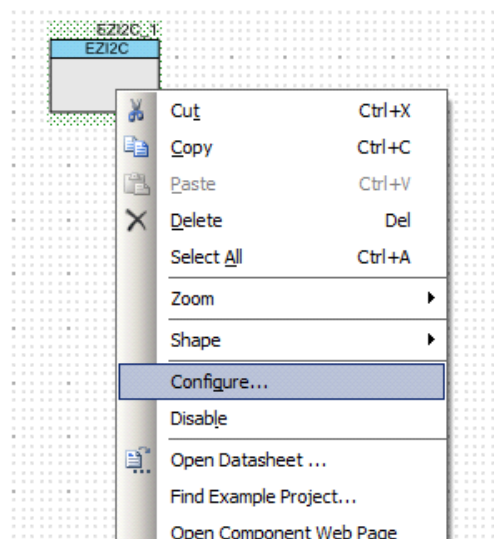 EZI2C_1
EZI2C
Cut Ctrl+X
Copy Ctrl+C
Paste Ctrl+V
Delete Del
Select All Ctrl+A
Zoom
Shape
Configure...
Disable
Open Datasheet ...
Find Example Project...
Open Component Web Page